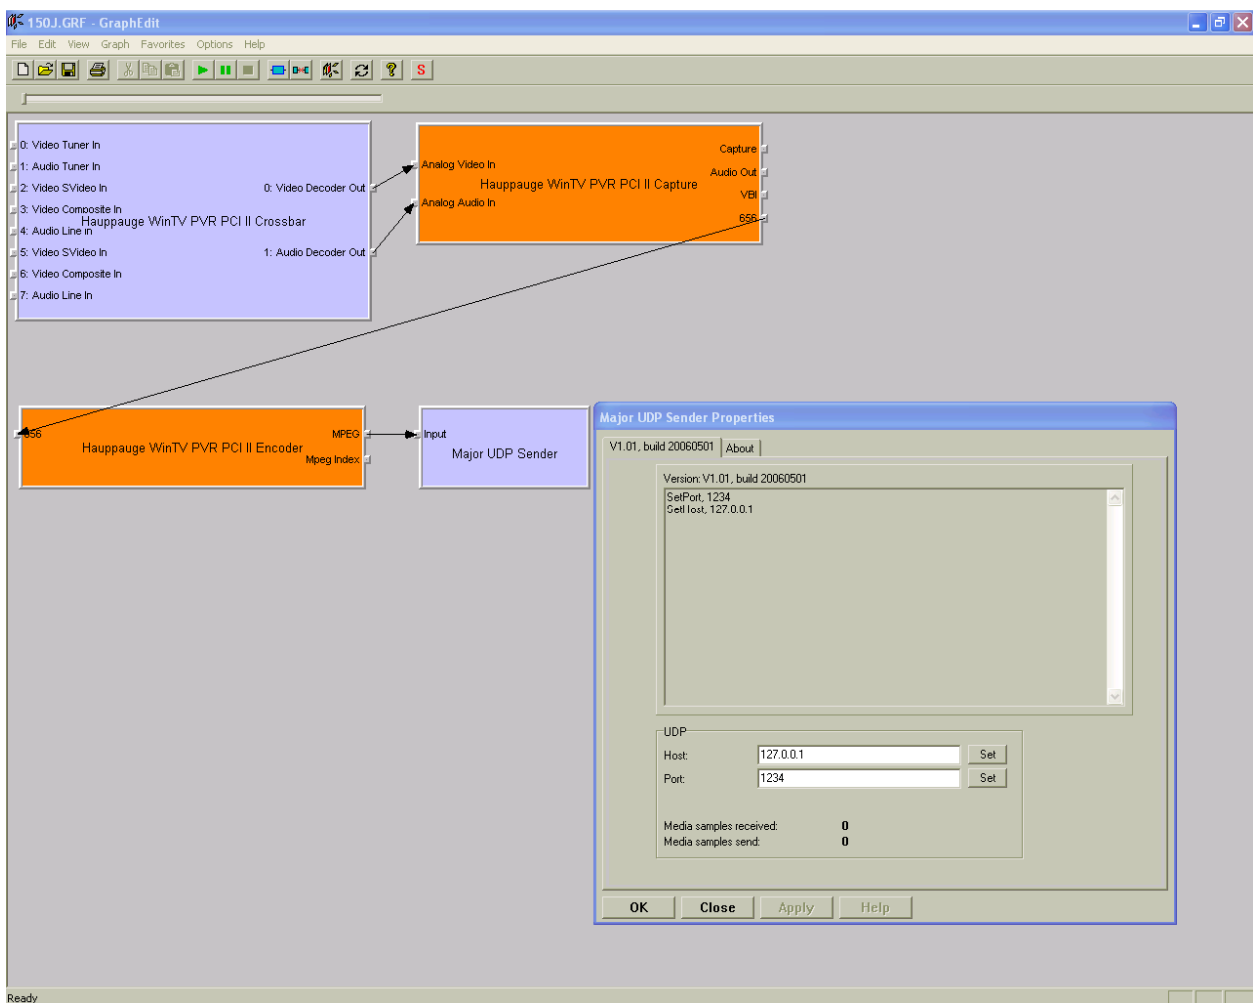 150J.GRF - GraphEdit
File Edit View Graph Favorites Options Help
S
0: Video Tuner In
1: Audio Tuner In
2: Video SVideo In
0: Video Decoder Out
3: Video Composite In
Hauppauge WinTV PVR PCI II Crossbar
4: Audio Line In
5: Video SVideo In
1: Audio Decoder Out
6: Video Composite In
7: Audio Line In
Capture
Analog Video In
Audio Out
Hauppauge WinTV PVR PCI II Capture
VBI
Analog Audio In
656
656
MPEG
Hauppauge WinTV PVR PCI II Encoder
Mpeg Index
Input
Major UDP Sender
Major UDP Sender Properties
V1.01, build 20060501 About
Version: V1.01, build 20060501
SetPort, 1234
SetHost, 127.0.0.1
UDP
Host: 127.0.0.1 Set
Port: 1234 Set
Media samples received: 0
Media samples send: 0
OK Close Apply Help
Ready